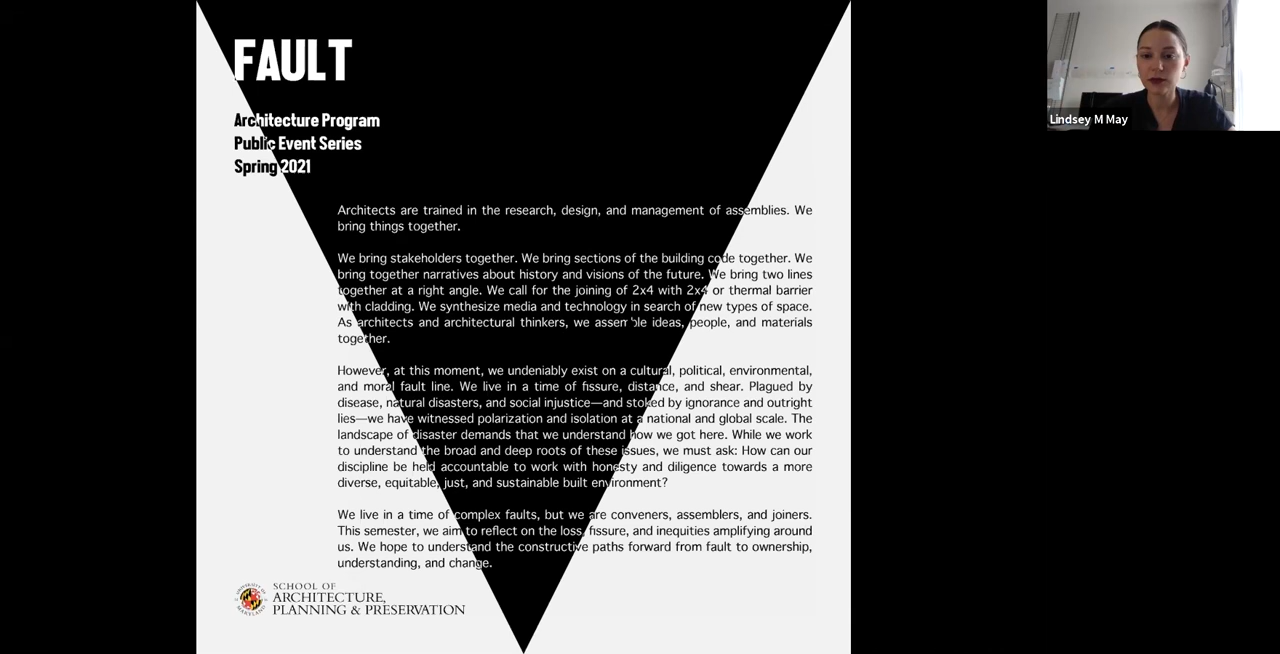 FAULT
Architecture Program
Public Event Series
Spring 2021
Architects are trained in the research, design, and management of assemblies. We
bring things together.
We bring stakeholders together. We bring sections of the building code together. We
bring together narratives about history and visions of the future. We bring two lines
together at a right angle. We call for the joining of 2x4 with 2x4 or thermal barrier
with cladding. We synthesize media and technology in search of new types of space.
As architects and architectural thinkers, we assemble ideas, people, and materials
together.
However, at this moment, we undeniably exist on a cultural, political, environmental,
and moral fault line. We live in a time of fissure, distance, and shear. Plagued by
disease, natural disasters, and social injustice—and stoked by ignorance and outright
lies—we have witnessed polarization and isolation at a national and global scale. The
landscape of disaster demands that we understand how we got here. While we work
to understand the broad and deep roots of these issues, we must ask: How can our
discipline be held accountable to work with honesty and diligence towards a more
diverse, equitable, just, and sustainable built environment?
We live in a time of complex faults, but we are conveners, assemblers, and joiners.
This semester, we aim to reflect on the loss, fissure, and inequities amplifying around
us. We hope to understand the constructive paths forward from fault to ownership,
understanding, and change.
UNIVERSITY OF
MARYLAND
SCHOOL OF
ARCHITECTURE,
PLANNING & PRESERVATION
Lindsey M May